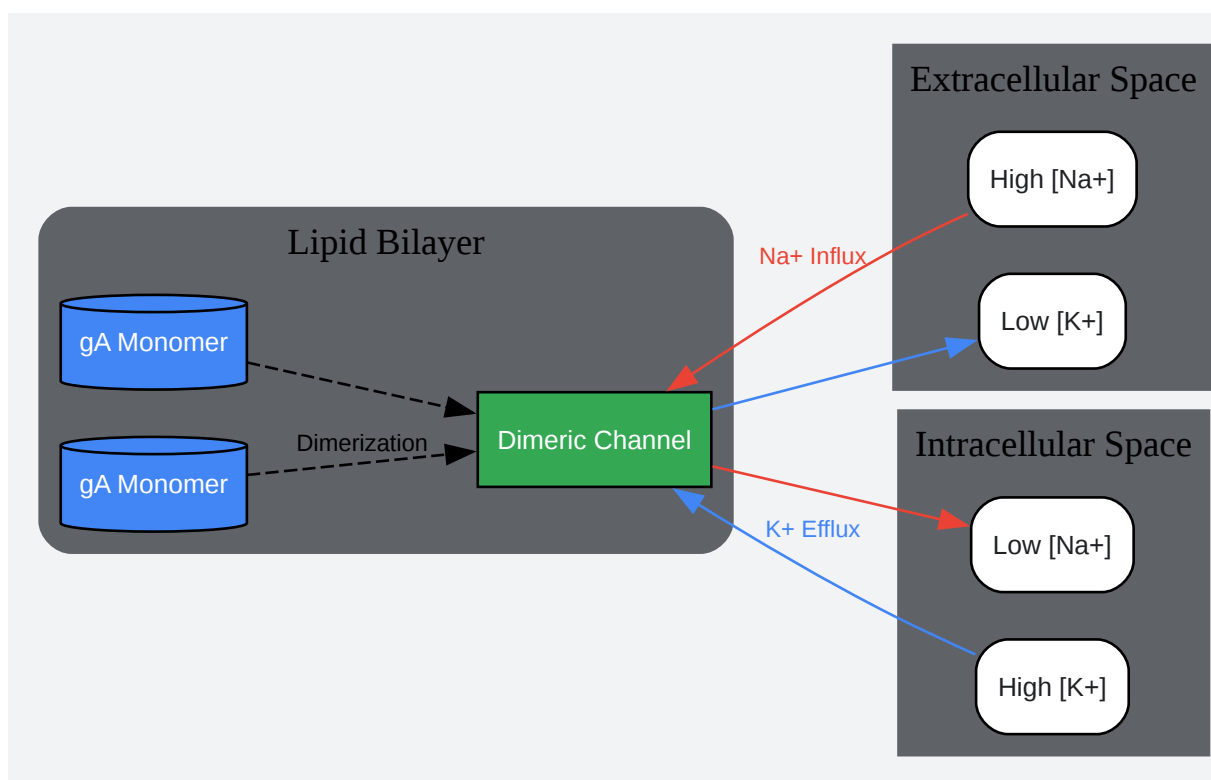 Lipid Bilayer
gA Monomer
gA Monomer
Dimerization
Dimeric Channel
Na+ Influx
K+ Efflux
Extracellular Space
High [Na+]
Low [K+]
Intracellular Space
Low [Na+]
High [K+]